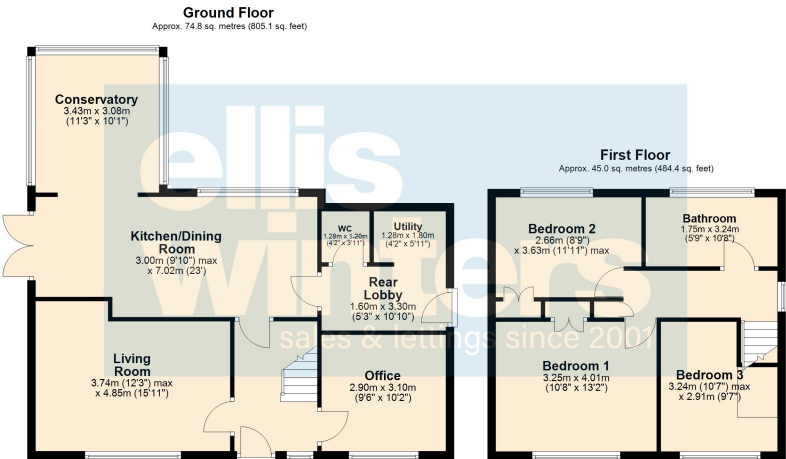 Ground Floor
Approx. 74.8 sq. metres (805.1 sq. feet)
Conservatory
3.43m x 3.08m
(11'3" x 10'1")
Kitchen/Dining
Room
3.00m (9'10") max
x 7.02m (23')
WC
1.28m x 1.20m
(4'2" x 3'11")
Utility
1.28m x 1.80m
(4'2" x 5'11")
Rear
Lobby
1.60m x 3.30m
(5'3" x 10'10")
Living
Room
3.74m (12'3") max
x 4.85m (15'11")
Office
2.90m x 3.10m
(9'6" x 10'2")
First Floor
Approx. 45.0 sq. metres (484.4 sq. feet)
Bedroom 2
2.66m (8'9")
x 3.63m (11'11") max
Bathroom
1.75m x 3.24m
(5'9" x 10'8")
Bedroom 1
3.25m x 4.01m
(10'8" x 13'2")
Bedroom 3
3.24m (10'7") max
x 2.91m (9'7")
ellis
winters
sales & lettings since 2001